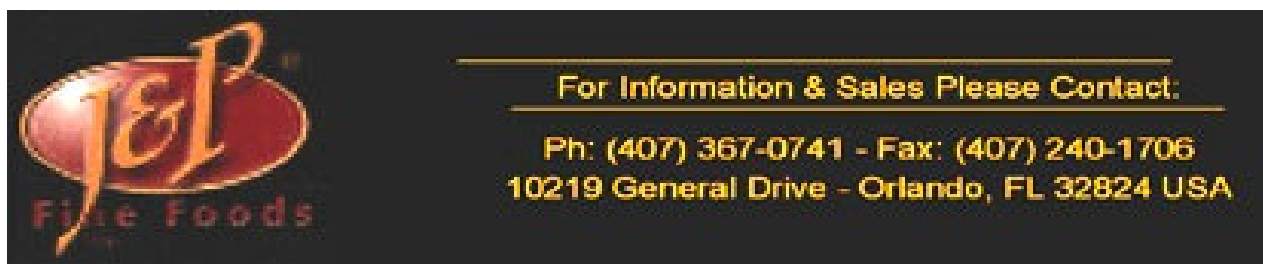 J&P
Fine Foods
For Information & Sales Please Contact:
Ph: (407) 367-0741 - Fax: (407) 240-1706
10219 General Drive - Orlando, FL 32824 USA